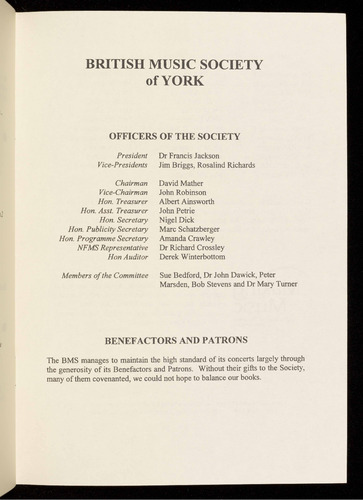 BRITISH MUSIC SOCIETY
of YORK
OFFICERS OF THE SOCIETY
President Dr Francis Jackson
Vice-Presidents Jim Briggs, Rosalind Richards
Chairman David Mather
Vice-Chairman John Robinson
Hon. Treasurer Albert Ainsworth
Hon. Asst. Treasurer John Petrie
Hon. Secretary Nigel Dick
Hon. Publicity Secretary Marc Schatzberger
Hon. Programme Secretary Amanda Crawley
NFMS Representative Dr Richard Crossley
Hon Auditor Derek Winterbottom
Members of the Committee Sue Bedford, Dr John Dawick, Peter
Marsden, Bob Stevens and Dr Mary Turner
BENEFACTORS AND PATRONS
The BMS manages to maintain the high standard of its concerts largely through
the generosity of its Benefactors and Patrons. Without their gifts to the Society,
many of them covenanted, we could not hope to balance our books.